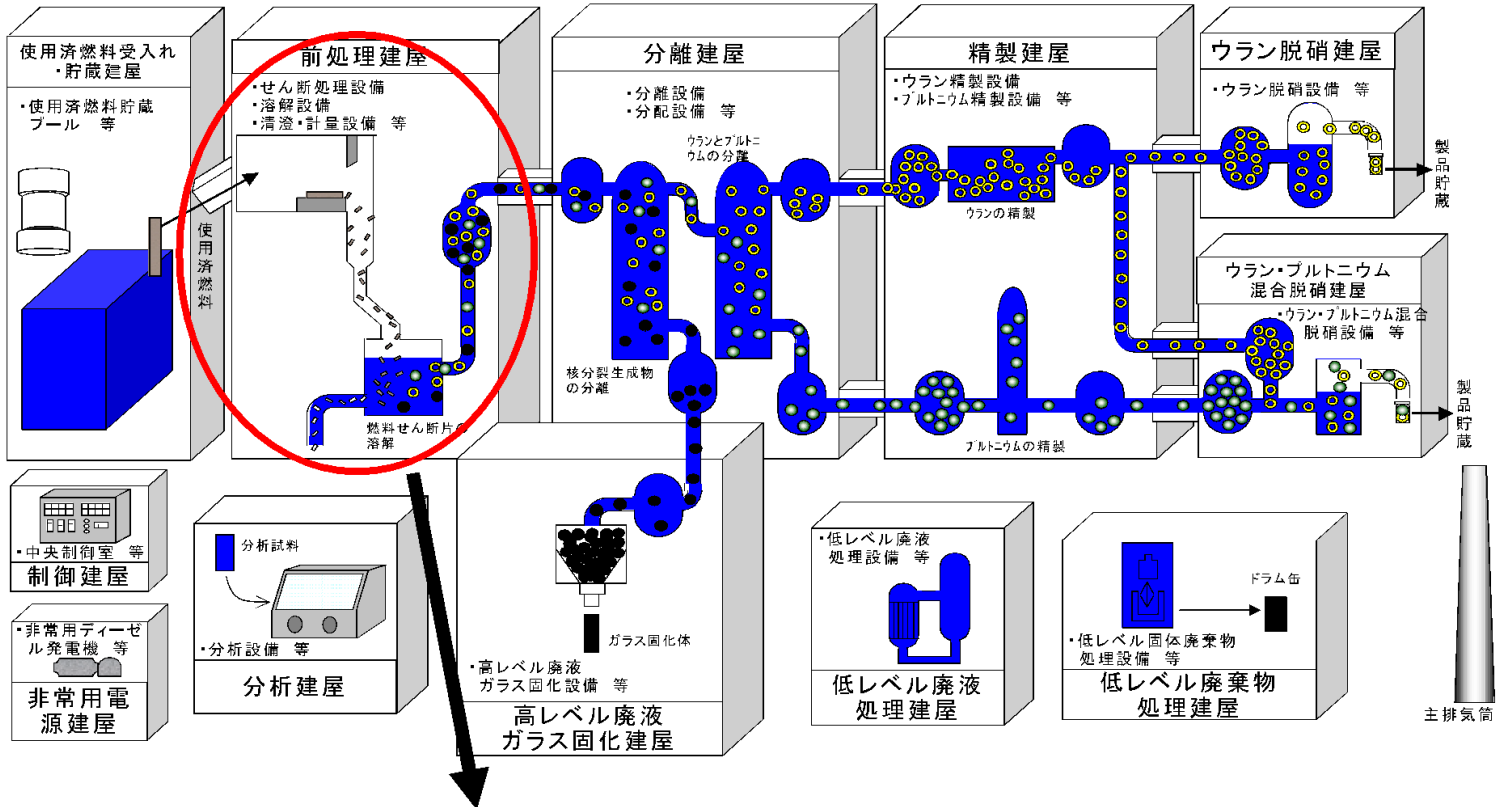 使用済燃料受入れ
・貯蔵建屋
・使用済燃料貯蔵
プール 等
使用済燃料
前処理建屋
・せん断処理設備
・溶解設備
・清澄・計量設備 等
燃料せん断片の
溶解
分離建屋
・分離設備
・分配設備 等
ウランとプルトニ
ウムの分離
核分裂生成物
の分離
精製建屋
・ウラン精製設備
・プルトニウム精製設備 等
ウランの精製
プルトニウムの精製
ウラン脱硝建屋
・ウラン脱硝設備 等
製品貯蔵
ウラン・プルトニウム
混合脱硝建屋
・ウラン・プルトニウム混合
脱硝設備 等
製品貯蔵
・中央制御室 等
制御建屋
・非常用ディーゼ
ル発電機 等
非常用電
源建屋
分析試料
・分析設備 等
分析建屋
ガラス固化体
・高レベル廃液
ガラス固化設備 等
高レベル廃液
ガラス固化建屋
・低レベル廃液
処理設備 等
低レベル廃液
処理建屋
ドラム缶
・低レベル固体廃棄物
処理設備 等
低レベル廃棄物
処理建屋
主排気筒